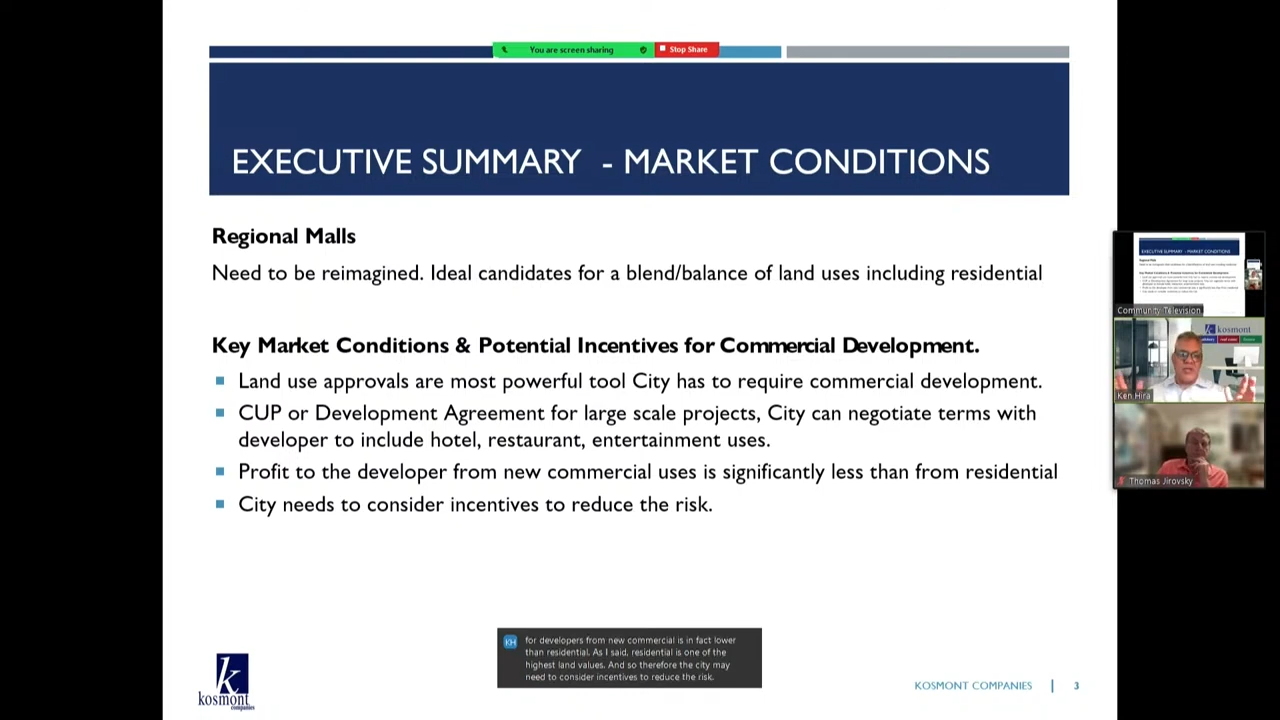 You are screen sharing
Stop Share
EXECUTIVE SUMMARY - MARKET CONDITIONS
Regional Malls
Need to be reimagined. Ideal candidates for a blend/balance of land uses including residential
Key Market Conditions & Potential Incentives for Commercial Development.
Land use approvals are most powerful tool City has to require commercial development.
CUP or Development Agreement for large scale projects, City can negotiate terms with
developer to include hotel, restaurant, entertainment uses.
Profit to the developer from new commercial uses is significantly less than from residential
City needs to consider incentives to reduce the risk.
KH
for developers from new commercial is in fact lower
than residential. As I said, residential is one of the
highest land values. And so therefore the city may
need to consider incentives to reduce the risk.
k
kosmont
companies
KOSMONT COMPANIES | 3
EXECUTIVE SUMMARY - MARKET CONDITIONS
Community Television
kosmont
Ken Hira
Thomas Jirovsky